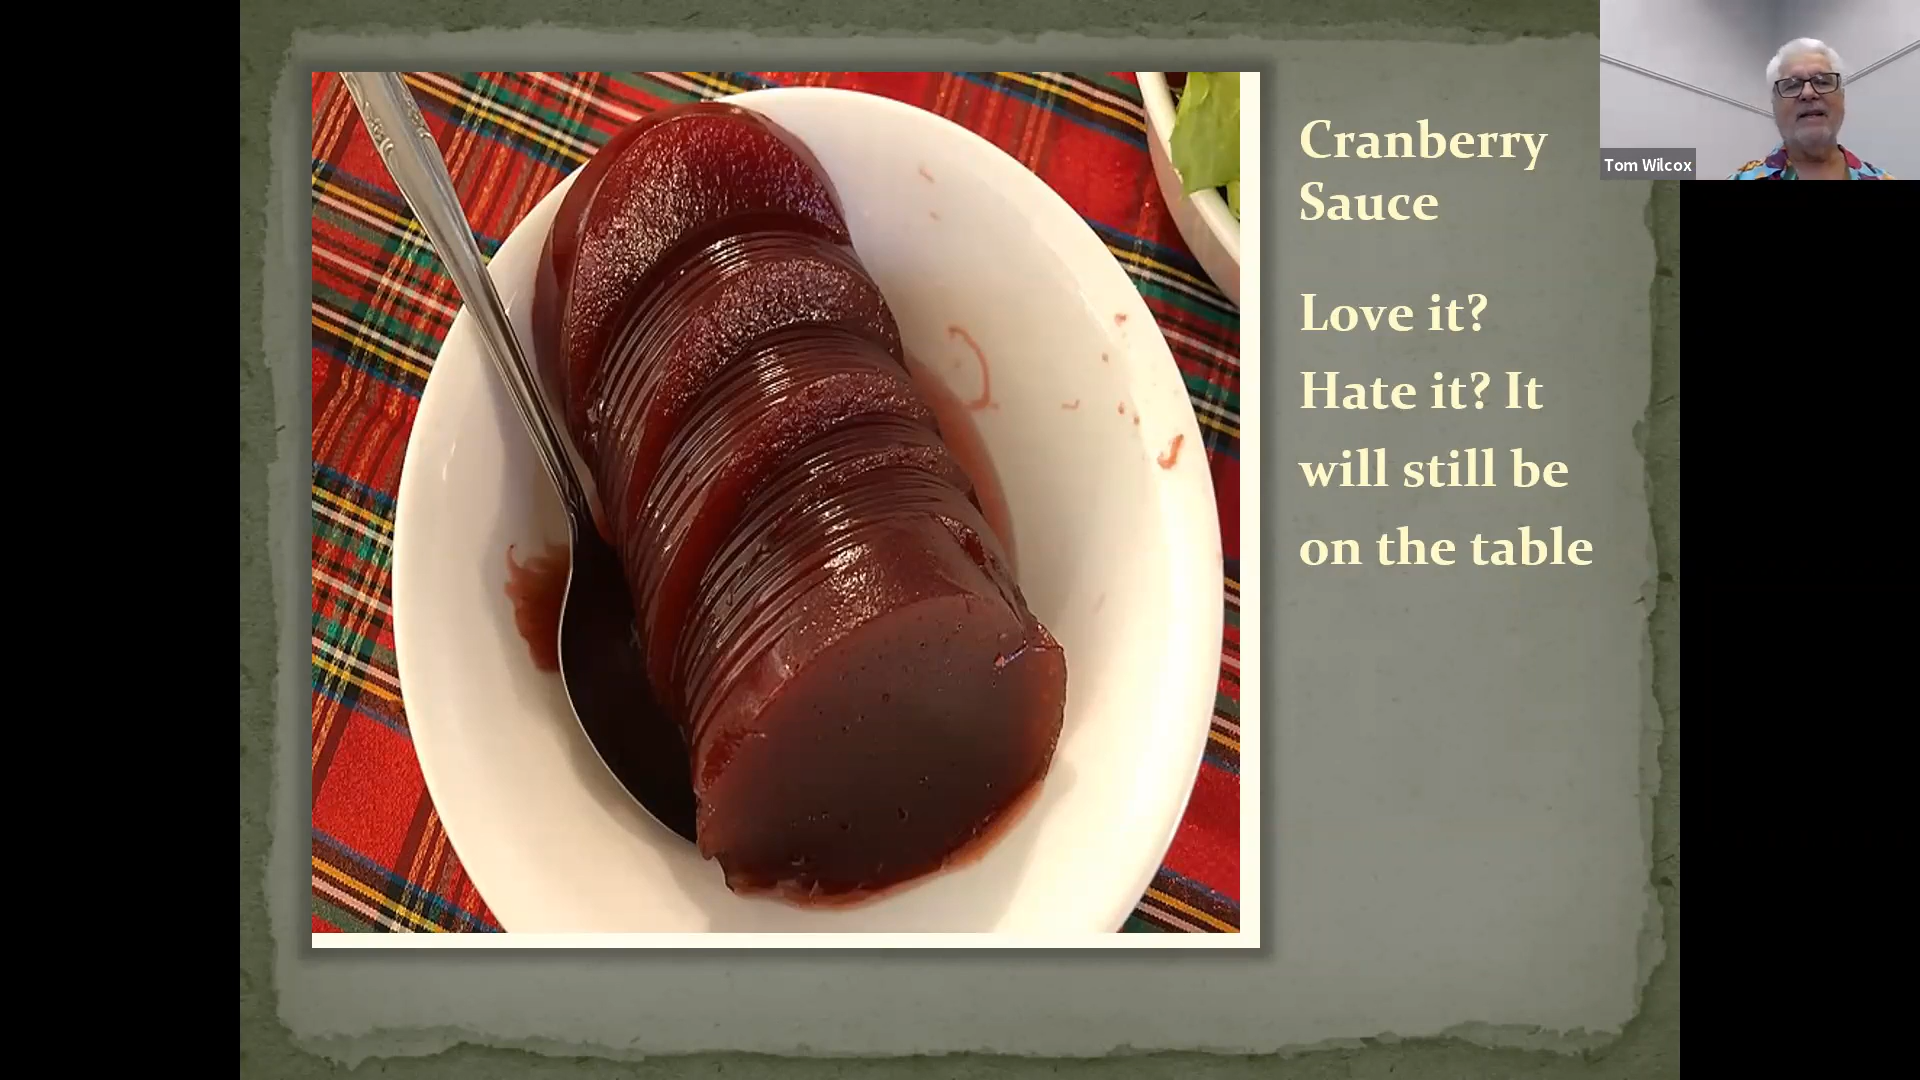 Cranberry
Sauce
Love it?
Hate it? It
will still be
on the table
Tom Wilcox